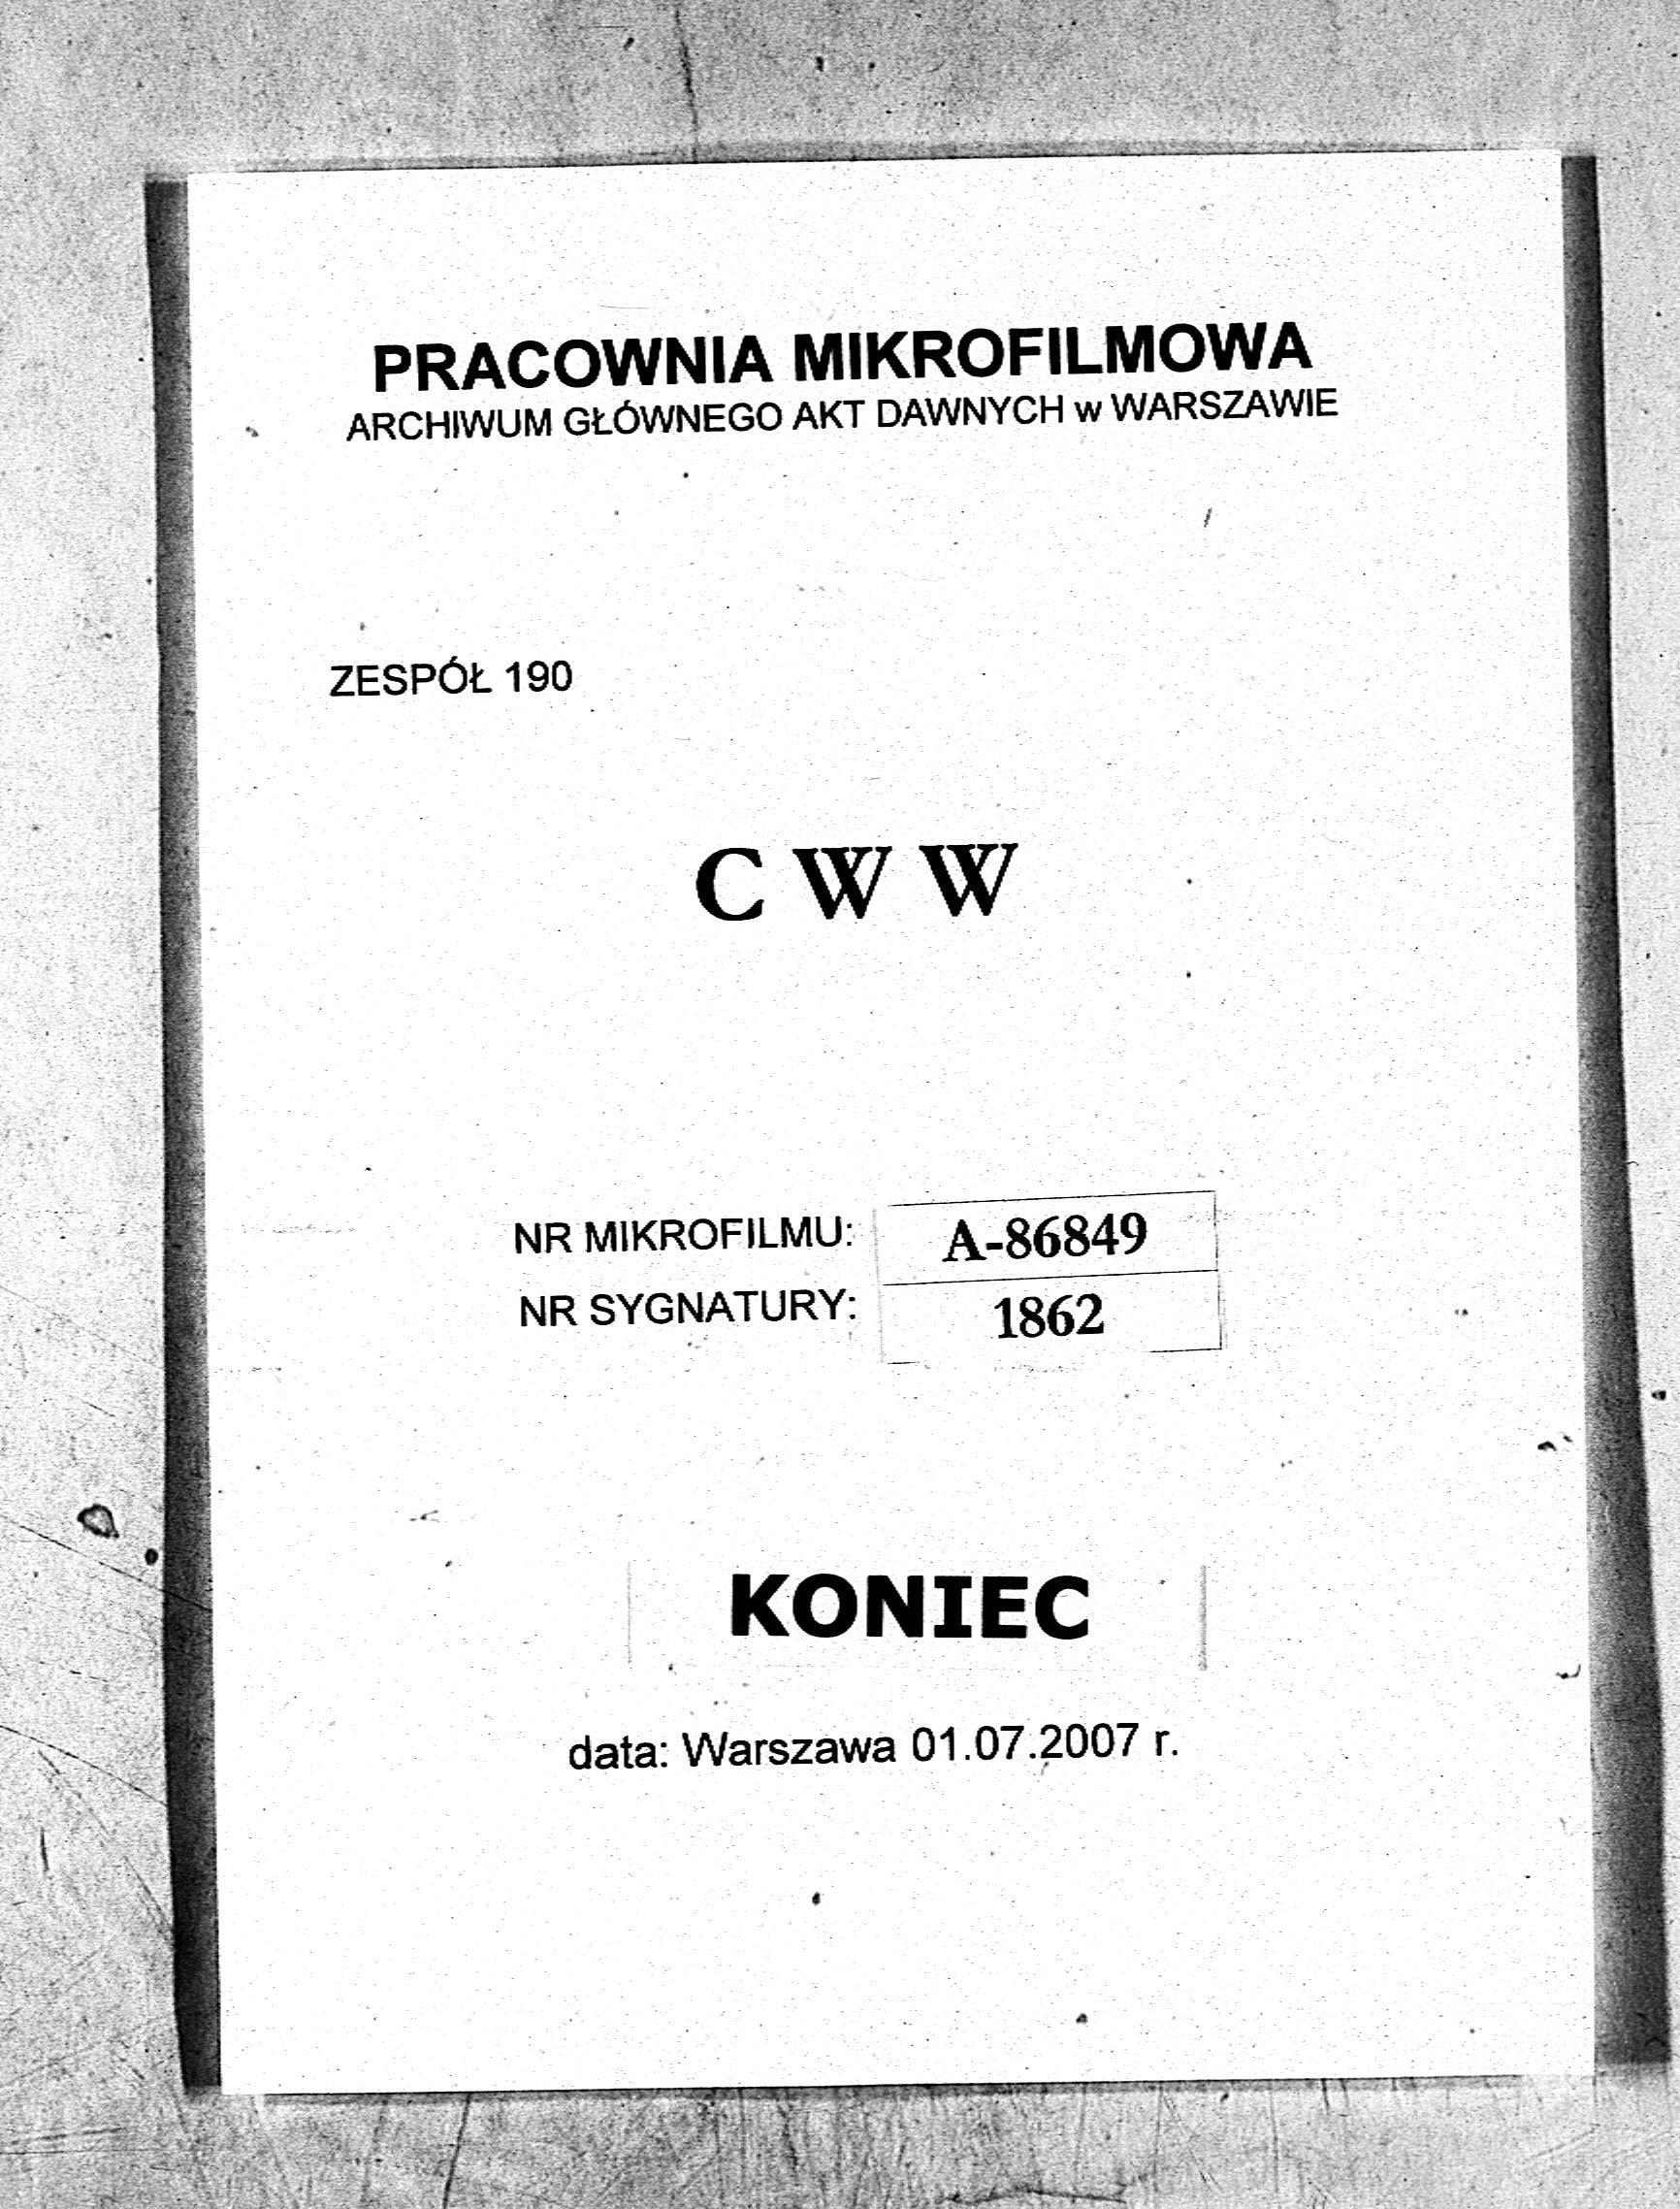 PRACOWNIA MIKROFILMOWA
ARCHIWUM GŁÓWNEGO AKT DAWNYCH w WARSZAWIE
ZESPÓŁ 190
C W W
NR MIKROFILMU: A-86849
NR SYGNATURY: 1862
KONIEC
data: Warszawa 01.07.2007 r.